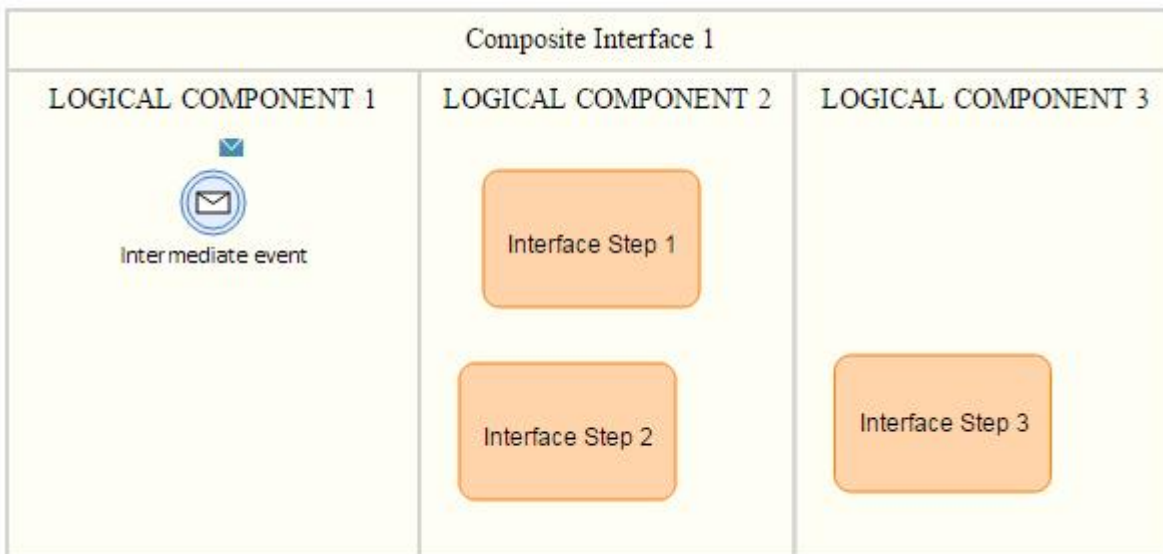 Composite Interface 1
LOGICAL COMPONENT 1
LOGICAL COMPONENT 2
LOGICAL COMPONENT 3
Intermediate event
Interface Step 1
Interface Step 2
Interface Step 3